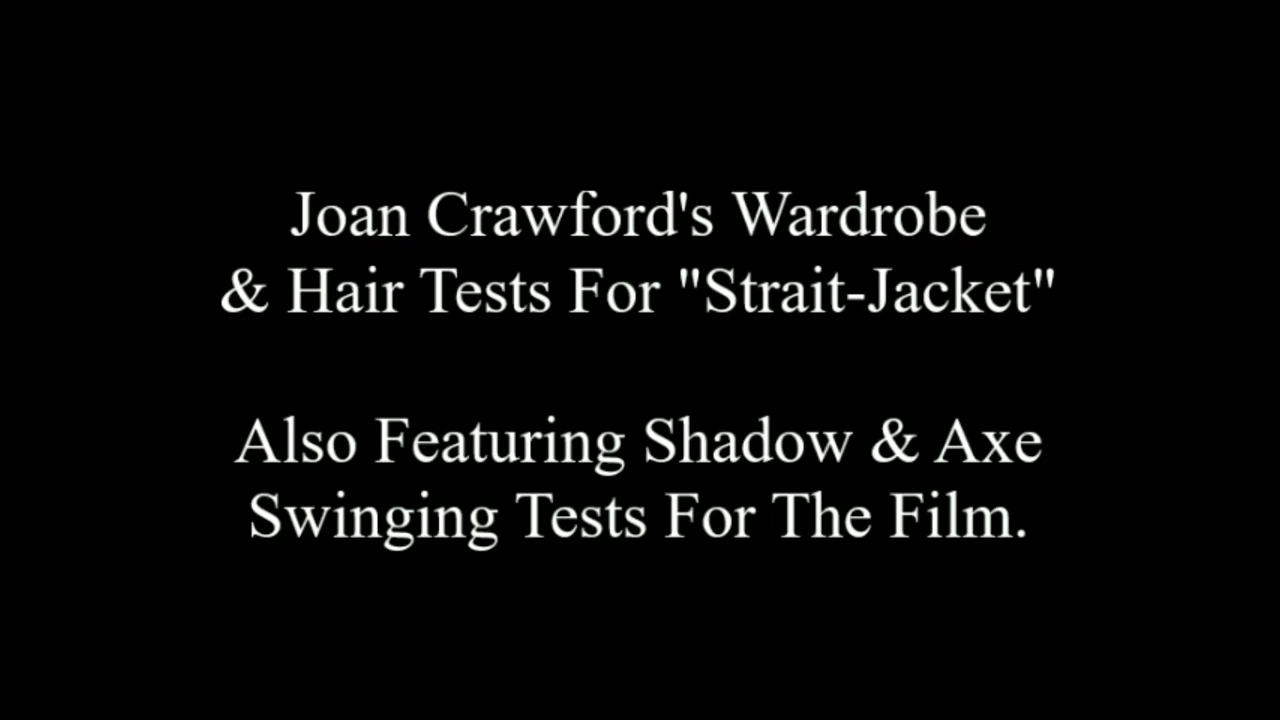 Joan Crawford's Wardrobe
& Hair Tests For "Strait-Jacket"
Also Featuring Shadow & Axe
Swinging Tests For The Film.